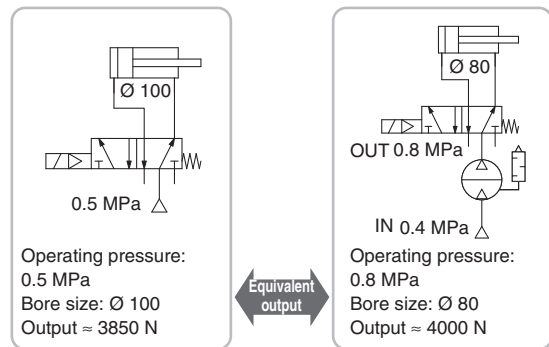 Ø 100
0.5 MPa
Operating pressure:
0.5 MPa
Bore size: Ø 100
Output ≈ 3850 N
Equivalent
output
Ø 80
OUT 0.8 MPa
IN 0.4 MPa
Operating pressure:
0.8 MPa
Bore size: Ø 80
Output ≈ 4000 N